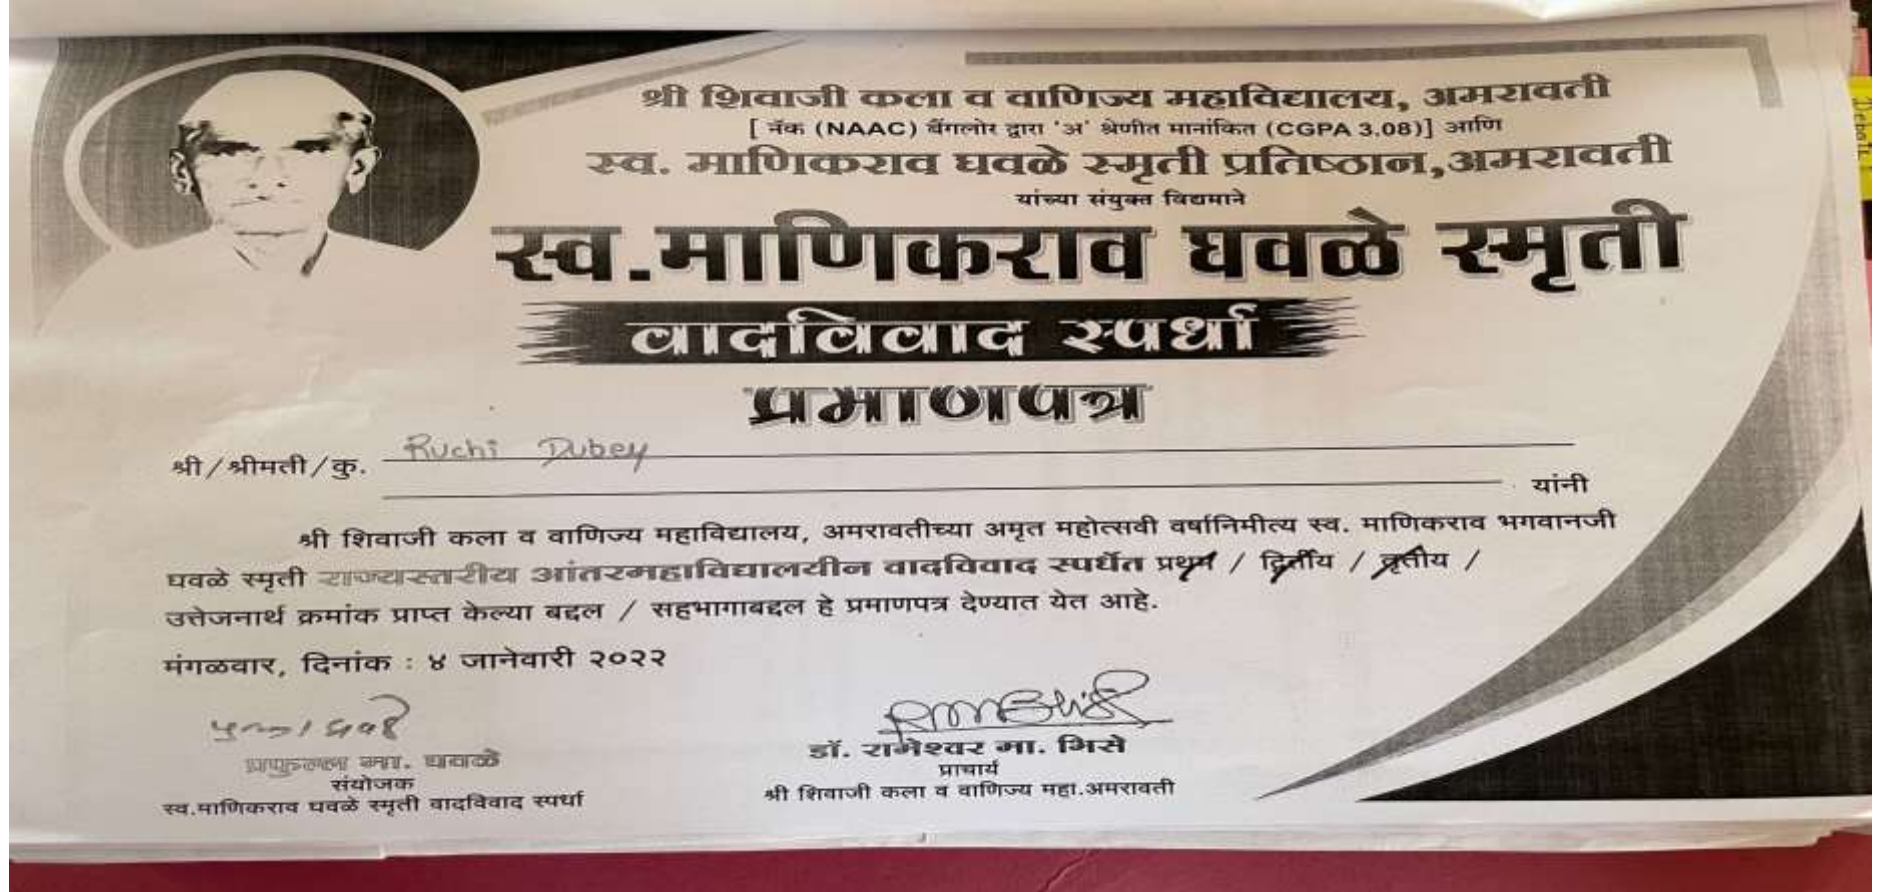 श्री शिवाजी कला व वाणिज्य महाविद्यालय, अमरावती
[ नॅक (NAAC) बैंगलोर द्वारा 'अ' श्रेणीत मानांकित (CGPA 3.08)] आणि
स्व. माणिकराव घवळे स्मृती प्रतिष्ठान,अमरावती
यांच्या संयुक्त विद्यमाने
स्व.माणिकराव घवळे स्मृती
वादविवाद स्पर्धा
प्रमाणपत्र
श्री/श्रीमती/कु. Ruchi Dubey
यांनी
श्री शिवाजी कला व वाणिज्य महाविद्यालय, अमरावतीच्या अमृत महोत्सवी वर्षानिमीत्य स्व. माणिकराव भगवानजी
घवळे स्मृती राज्यस्तरीय आंतरमहाविद्यालयीन वादविवाद स्पर्धेत प्रथम / द्वितीय / तृतीय /
उत्तेजनार्थ क्रमांक प्राप्त केल्या बद्दल / सहभागाबद्दल हे प्रमाणपत्र देण्यात येत आहे.
मंगळवार, दिनांक : ४ जानेवारी २०२२
प्रफुल्ल मा. घवळे
संयोजक
स्व.माणिकराव घवळे स्मृती वादविवाद स्पर्धा
डॉ. रामेश्वर मा. भिसे
प्राचार्य
श्री शिवाजी कला व वाणिज्य महा.अमरावती
Debate